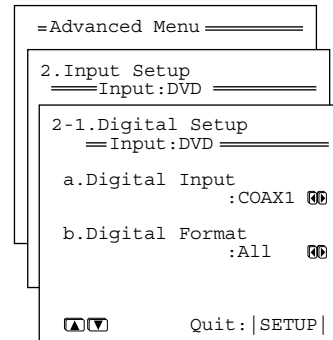 =Advanced Menu
2.Input Setup
Input:DVD
2-1.Digital Setup
=Input:DVD
a.Digital Input
:COAX1
b.Digital Format
:All
Quit:|SETUP|